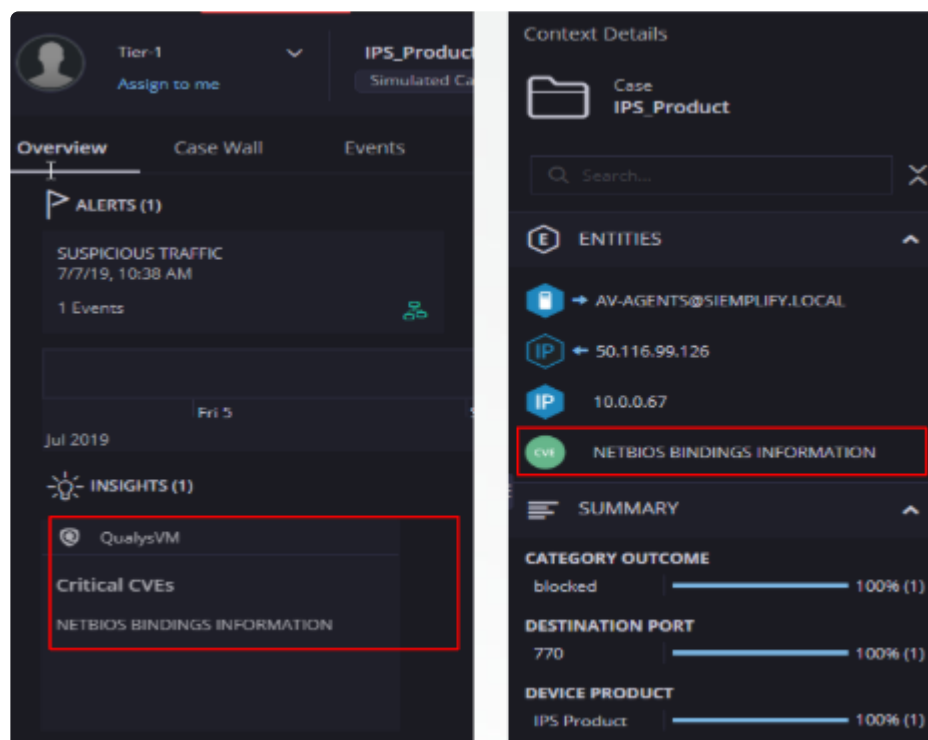 Tier-1
Assign to me
IPS_Product
Simulated Ca
Overview
Case Wall
Events
ALERTS (1)
SUSPICIOUS TRAFFIC
7/7/19, 10:38 AM
1 Events
Fri 5
Jul 2019
INSIGHTS (1)
QualysVM
Critical CVEs
NETBIOS BINDINGS INFORMATION
Context Details
Case
IPS_Product
Search...
E ENTITIES
AV-AGENTS@SIEMPLIFY.LOCAL
IP 50.116.99.126
IP 10.0.0.67
CVE NETBIOS BINDINGS INFORMATION
SUMMARY
CATEGORY OUTCOME
blocked 100% (1)
DESTINATION PORT
770 100% (1)
DEVICE PRODUCT
IPS Product 100% (1)